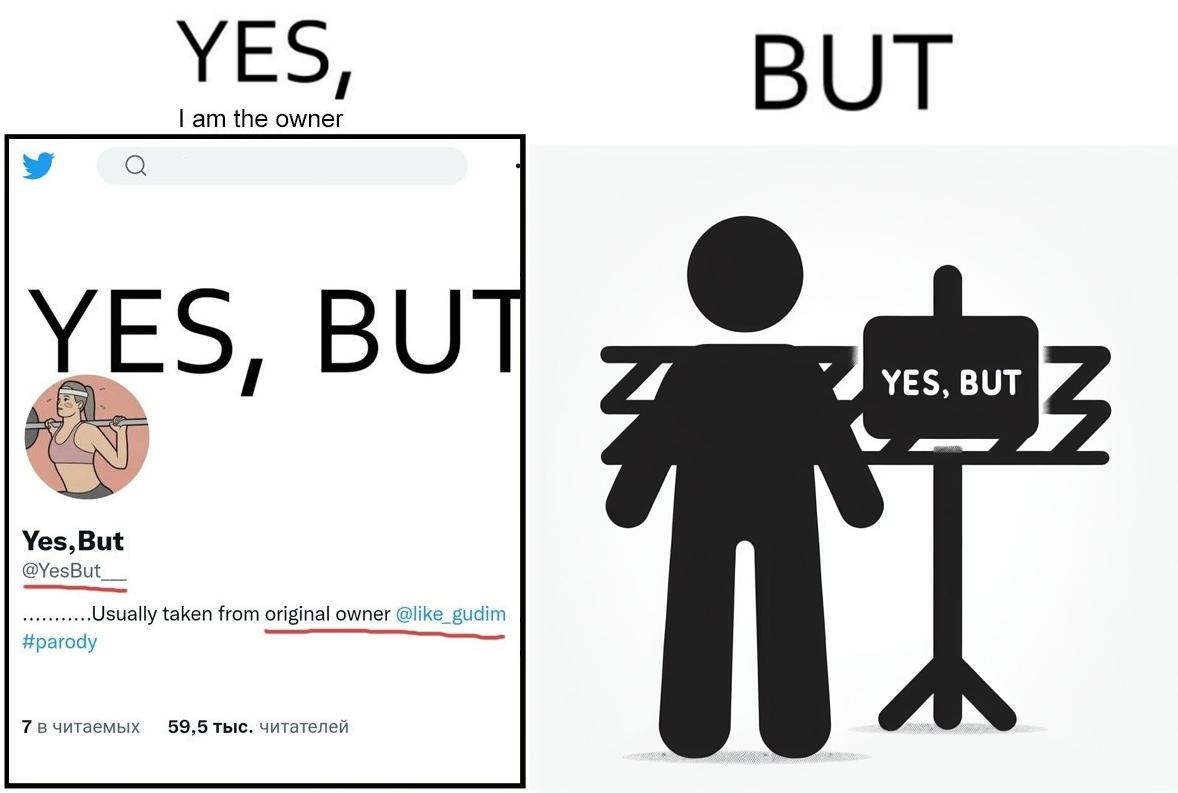 YES,
I am the owner
YES, BUT
Yes,But
@YesBut___
...........Usually taken from original owner @like_gudim
#parody
7 в читаемых 59,5 тыс. читателей
BUT
YES, BUT